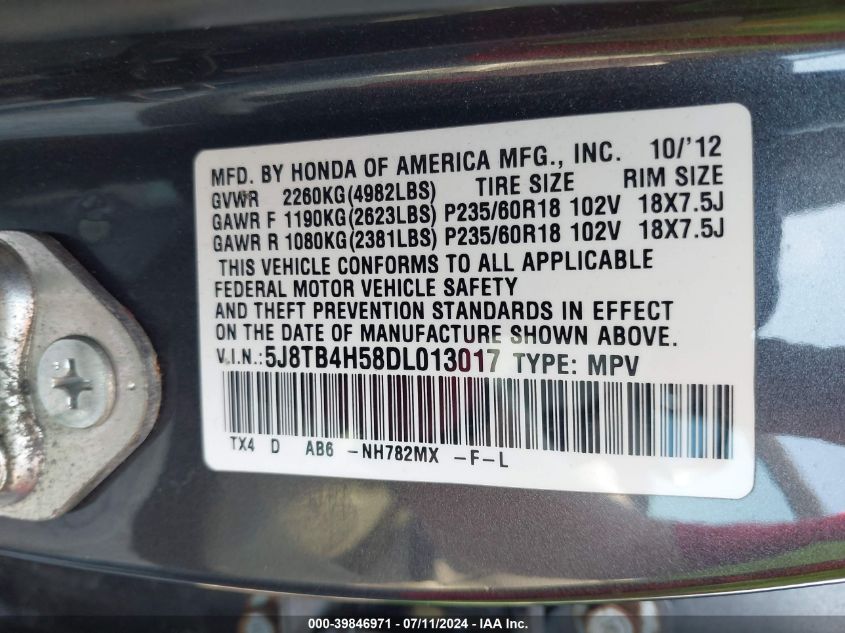 MFD. BY HONDA OF AMERICA MFG., INC. 10/'12
GVWR 2260KG(4982LBS) TIRE SIZE RIM SIZE
GAWR F 1190KG(2623LBS) P235/60R18 102V 18X7.5J
GAWR R 1080KG(2381LBS) P235/60R18 102V 18X7.5J
THIS VEHICLE CONFORMS TO ALL APPLICABLE
FEDERAL MOTOR VEHICLE SAFETY
AND THEFT PREVENTION STANDARDS IN EFFECT
ON THE DATE OF MANUFACTURE SHOWN ABOVE.
V.I.N.: 5J8TB4H58DL013017 TYPE: MPV
TX4 D AB6 -NH782MX -F-L
000-39846971 - 07/11/2024 - IAA Inc.